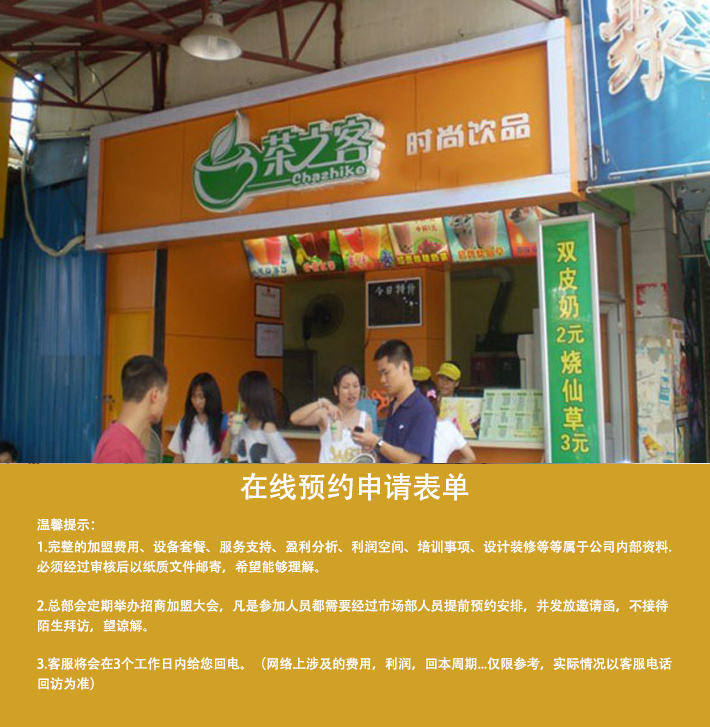 茶之客
Chazhike
时尚饮品
今日特价
双皮奶
2元
烧仙草
3元
在线预约申请表单
温馨提示：
1.完整的加盟费用、设备套餐、服务支持、盈利分析、利润空间、培训事项、设计装修等等属于公司内部资料.
必须经过审核后以纸质文件邮寄，希望能够理解。
2.总部会定期举办招商加盟大会，凡是参加人员都需要经过市场部人员提前预约安排，并发放邀请函，不接待
陌生拜访，望谅解。
3.客服将会在3个工作日内给您回电。（网络上涉及的费用，利润，回本周期...仅限参考，实际情况以客服电话
回访为准）